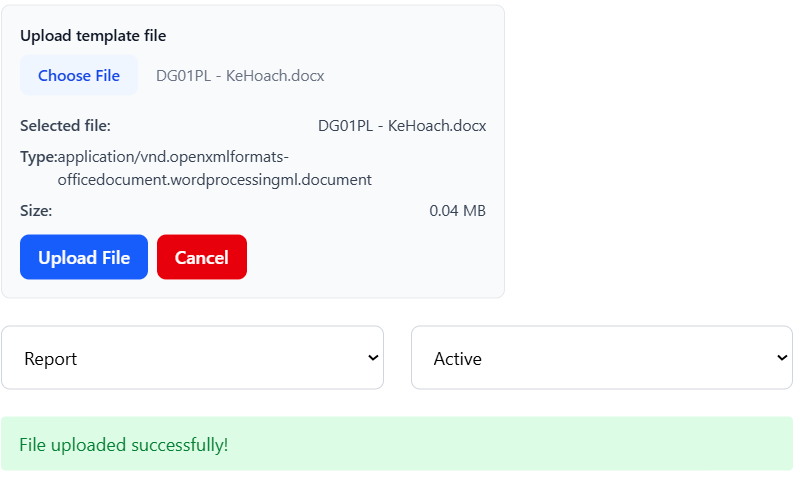 Upload template file
Choose File DG01PL - KeHoach.docx
Selected file: DG01PL - KeHoach.docx
Type:application/vnd.openxmlformats-
officedocument.wordprocessingml.document
Size: 0.04 MB
Upload File Cancel
Report Active
File uploaded successfully!